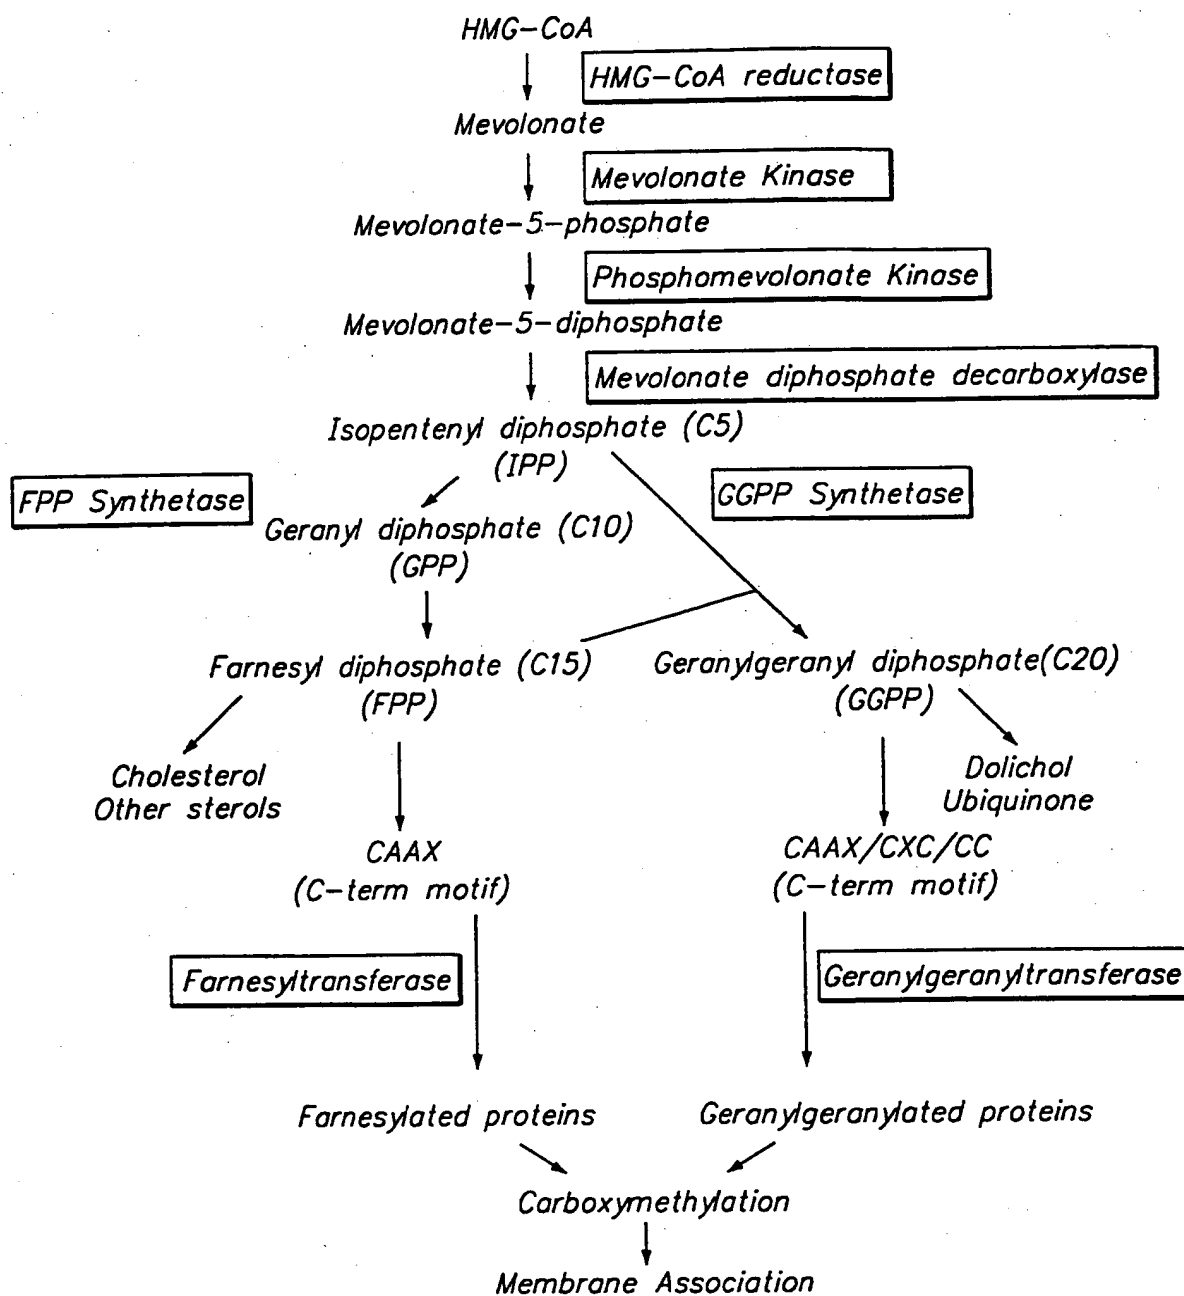 HMG-CoA
HMG-CoA reductase
Mevolonate
Mevolonate Kinase
Mevolonate-5-phosphate
Phosphomevolonate Kinase
Mevolonate-5-diphosphate
Mevolonate diphosphate decarboxylase
Isopentenyl diphosphate (C5)
(IPP)
FPP Synthetase
GGPP Synthetase
Geranyl diphosphate (C10)
(GPP)
Farnesyl diphosphate (C15)
(FPP)
Geranylgeranyl diphosphate(C20)
(GGPP)
Cholesterol
Other sterols
Dolichol
Ubiquinone
CAAX
(C-term motif)
CAAX/CXC/CC
(C-term motif)
Farnesyltransferase
Geranylgeranyltransferase
Farnesylated proteins
Geranylgeranylated proteins
Carboxymethylation
Membrane Association